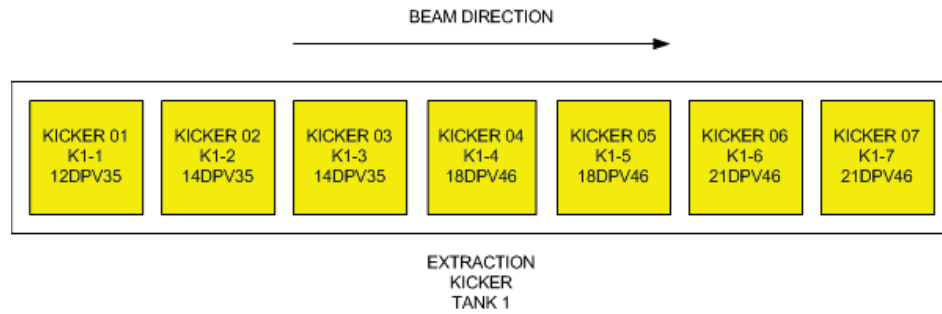 BEAM DIRECTION
KICKER 01
K1-1
12DPV35
KICKER 02
K1-2
14DPV35
KICKER 03
K1-3
14DPV35
KICKER 04
K1-4
18DPV46
KICKER 05
K1-5
18DPV46
KICKER 06
K1-6
21DPV46
KICKER 07
K1-7
21DPV46
EXTRACTION
KICKER
TANK 1